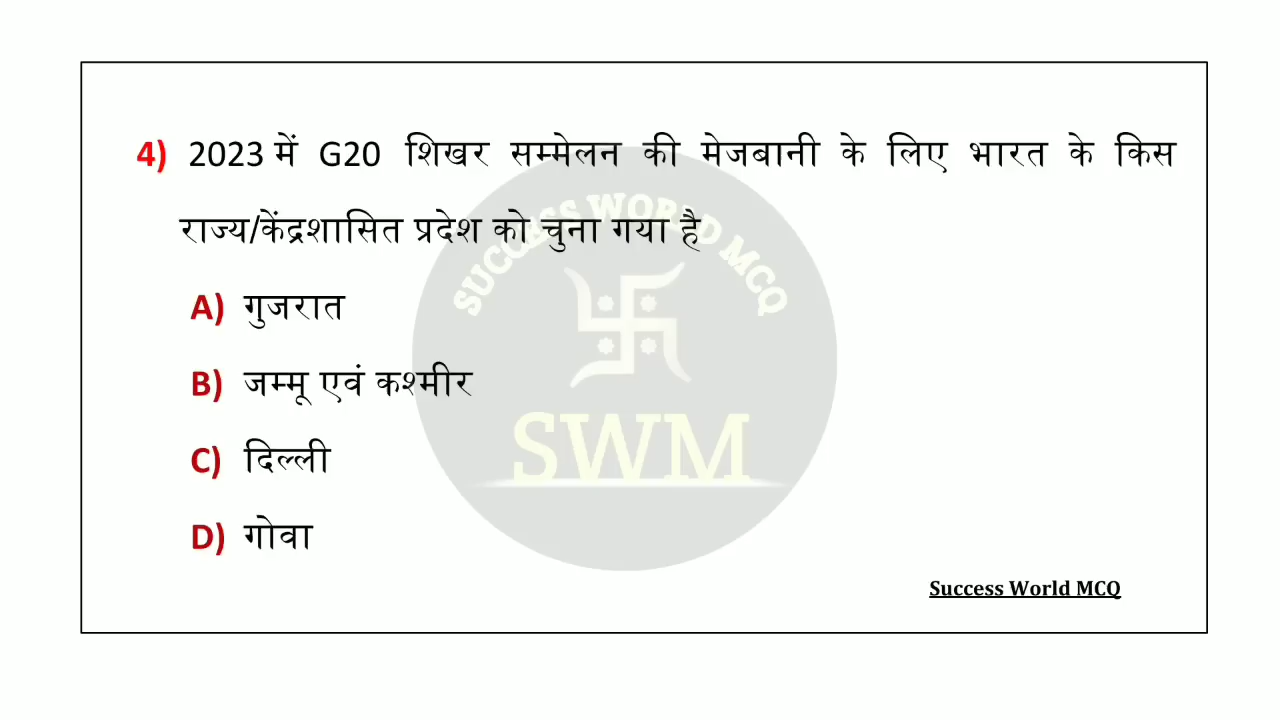 4) 2023 में G20 शिखर सम्मेलन की मेजबानी के लिए भारत के किस
राज्य/केंद्रशासित प्रदेश को चुना गया है
SUCCESS WORLD MCQ
A) गुजरात
B) जम्मू एवं कश्मीर
C) दिल्ली
SWM
D) गोवा
Success World MCQ